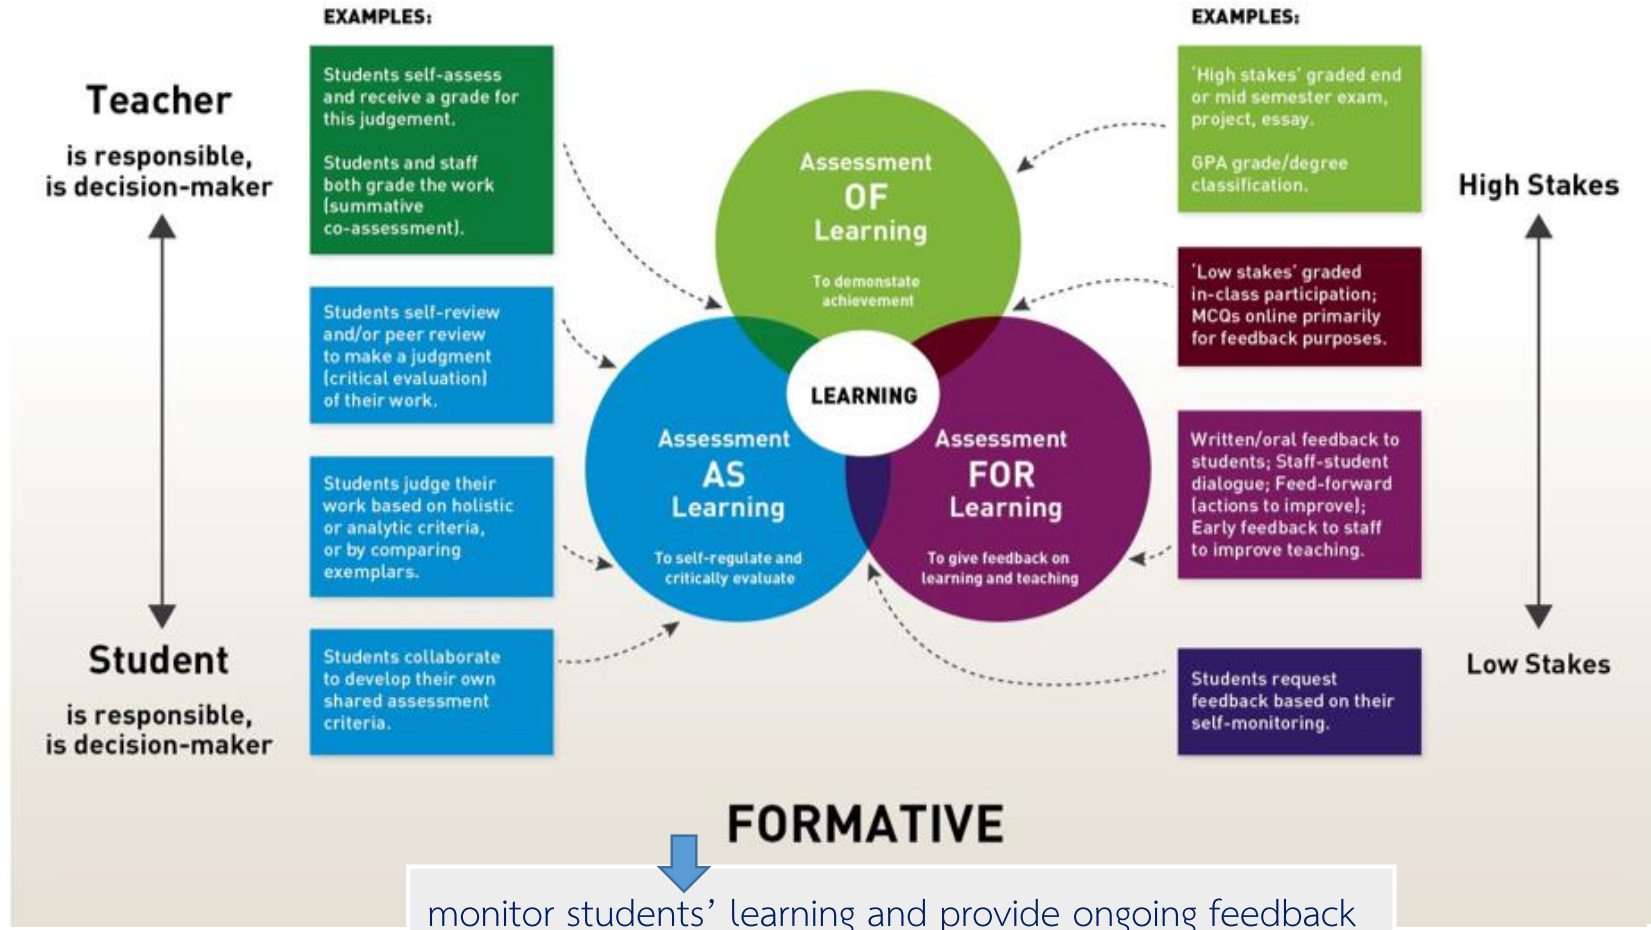 EXAMPLES:
EXAMPLES:
Teacher
is responsible,
is decision-maker
Student
is responsible,
is decision-maker
Students self-assess
and receive a grade for
this judgement.
Students and staff
both grade the work
(summative
co-assessment).
Students self-review
and/or peer review
to make a judgment
(critical evaluation)
of their work.
Students judge their
work based on holistic
or analytic criteria,
or by comparing
exemplars.
Students collaborate
to develop their own
shared assessment
criteria.
Assessment
OF
Learning
To demonstate
achievement
LEARNING
Assessment
AS
Learning
To self-regulate and
critically evaluate
Assessment
FOR
Learning
To give feedback on
learning and teaching
'High stakes' graded end
or mid semester exam,
project, essay.
GPA grade/degree
classification.
'Low stakes' graded
in-class participation;
MCQs online primarily
for feedback purposes.
Written/oral feedback to
students; Staff-student
dialogue; Feed-forward
(actions to improve);
Early feedback to staff
to improve teaching.
Students request
feedback based on their
self-monitoring.
High Stakes
Low Stakes
FORMATIVE
monitor students' learning and provide ongoing feedback